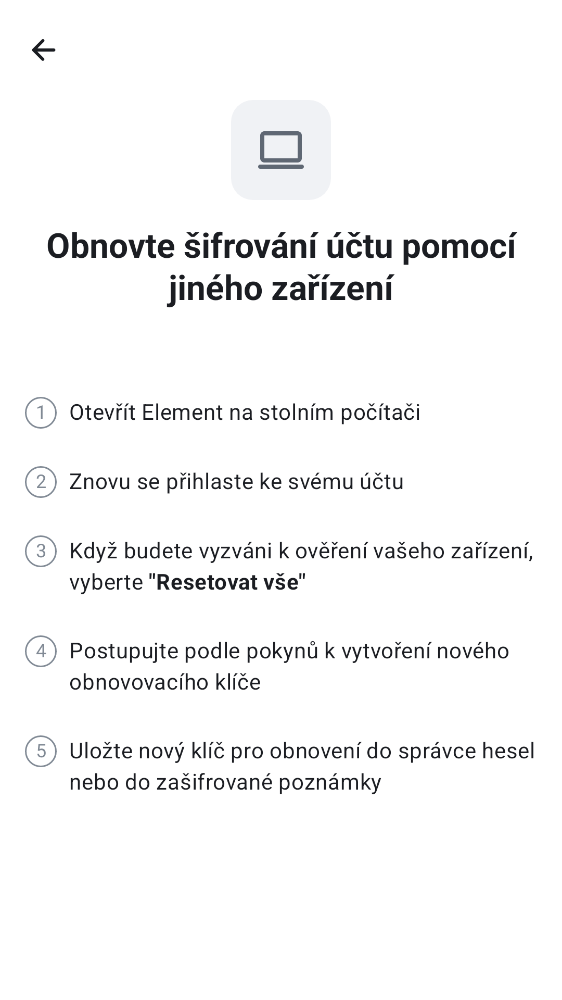 Obnovte šifrování účtu pomocí
jiného zařízení
1 Otevřít Element na stolním počítači
2 Znovu se přihlaste ke svému účtu
3 Když budete vyzváni k ověření vašeho zařízení,
vyberte "Resetovat vše"
4 Postupujte podle pokynů k vytvoření nového
obnovovacího klíče
5 Uložte nový klíč pro obnovení do správce hesel
nebo do zašifrované poznámky